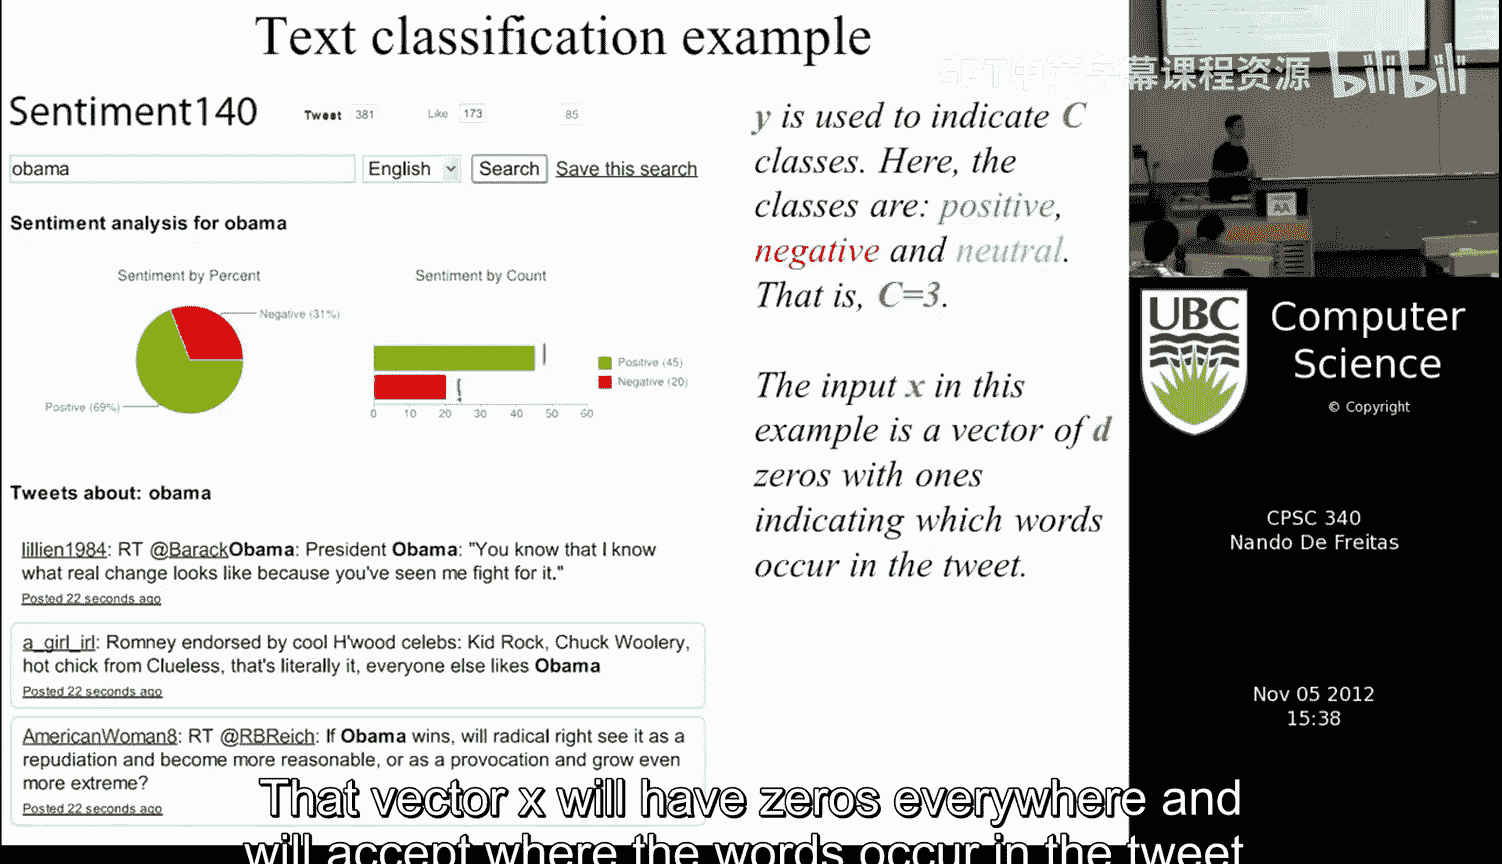 Text classification example
Sentiment140
Tweet 381
Like 173
85
obama
English
Search
Save this search
Sentiment analysis for obama
Sentiment by Percent
Negative (31%)
Positive (69%)
Sentiment by Count
Positive (45)
Negative (20)
0 10 20 30 40 50 60
Tweets about: obama
lillien1984: RT @BarackObama: President Obama: "You know that I know
what real change looks like because you've seen me fight for it."
Posted 22 seconds ago
a_girl_irl: Romney endorsed by cool H'wood celebs: Kid Rock, Chuck Woolery,
hot chick from Clueless, that's literally it, everyone else likes Obama
Posted 22 seconds ago
AmericanWoman8: RT @RBReich: If Obama wins, will radical right see it as a
repudiation and become more reasonable, or as a provocation and grow even
more extreme?
Posted 22 seconds ago
y is used to indicate C
classes. Here, the
classes are: positive,
negative and neutral.
That is, C=3.
The input x in this
example is a vector of d
zeros with ones
indicating which words
occur in the tweet.
幕课程资源 bilibili
AA
UBC
Computer
Science
© Copyright
CPSC 340
Nando De Freitas
Nov 05 2012
15:38
That vector x will have zeros everywhere and
will accept where the words occur in the tweet